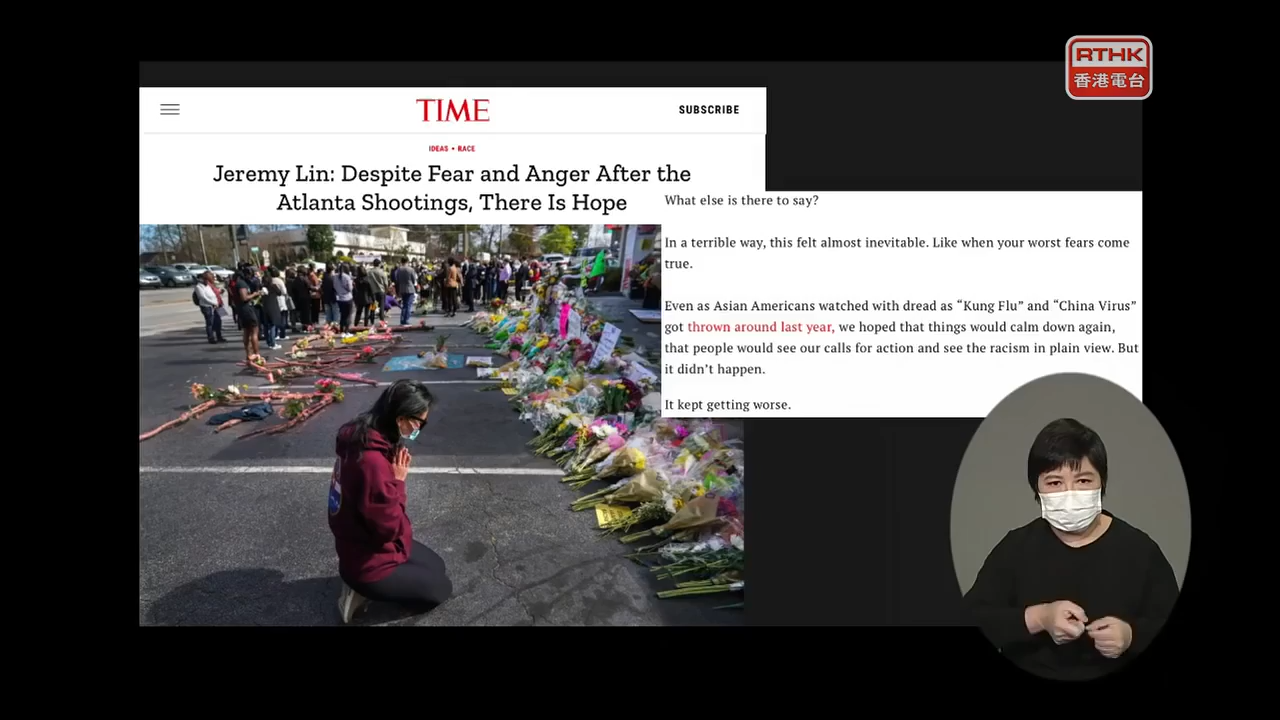 RTHK
香港電台
TIME
SUBSCRIBE
IDEAS • RACE
Jeremy Lin: Despite Fear and Anger After the
Atlanta Shootings, There Is Hope
What else is there to say?
In a terrible way, this felt almost inevitable. Like when your worst fears come
true.
Even as Asian Americans watched with dread as “Kung Flu” and “China Virus”
got thrown around last year, we hoped that things would calm down again,
that people would see our calls for action and see the racism in plain view. But
it didn’t happen.
It kept getting worse.